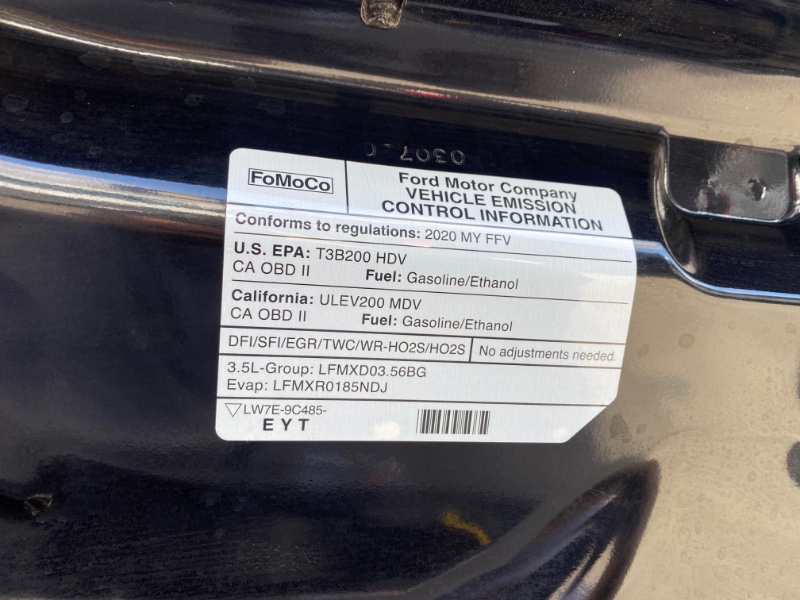 0307
FoMoCo
Ford Motor Company
VEHICLE EMISSION
CONTROL INFORMATION
Conforms to regulations: 2020 MY FFV
U.S. EPA: T3B200 HDV
CA OBD II Fuel: Gasoline/Ethanol
California: ULEV200 MDV
CA OBD II Fuel: Gasoline/Ethanol
DFI/SFI/EGR/TWC/WR-HO2S/HO2S No adjustments needed.
3.5L-Group: LFMXD03.56BG
Evap: LFMXR0185NDJ
LW7E-9C485-
EYT